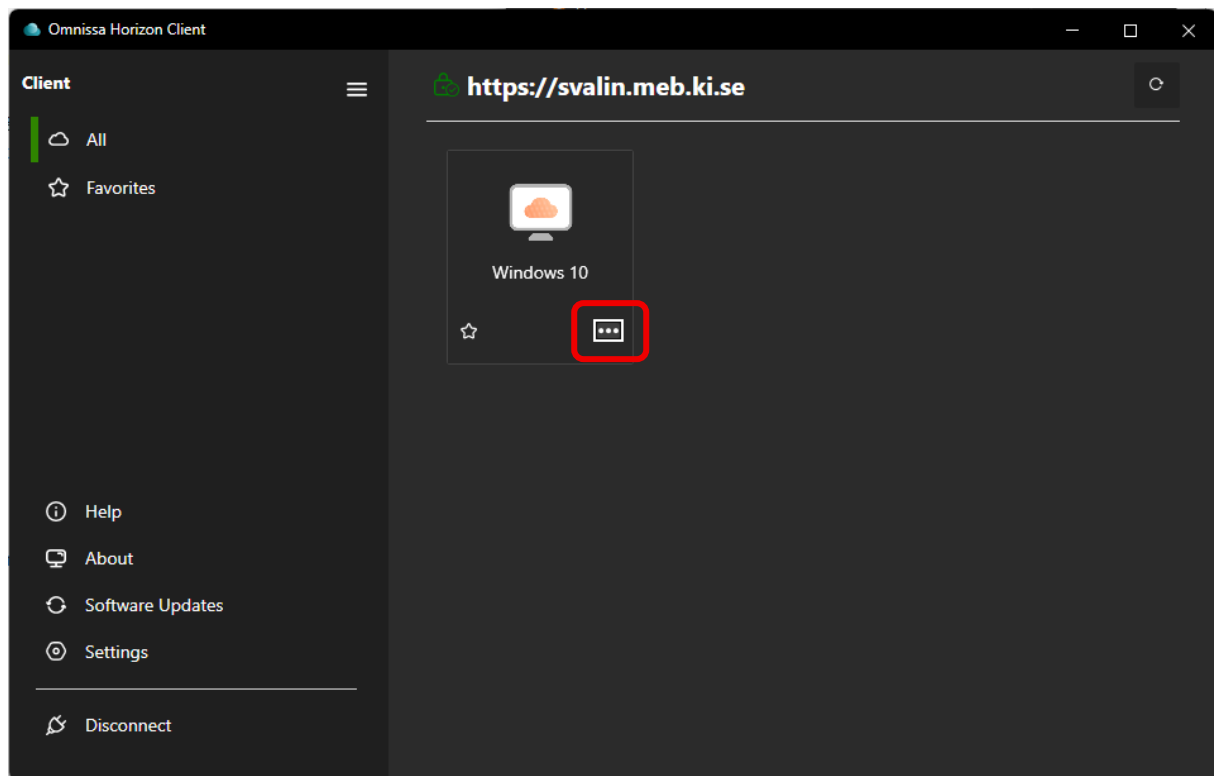 Omnissa Horizon Client
Client
All
Favorites
Help
About
Software Updates
Settings
Disconnect
https://svalin.meb.ki.se
Windows 10